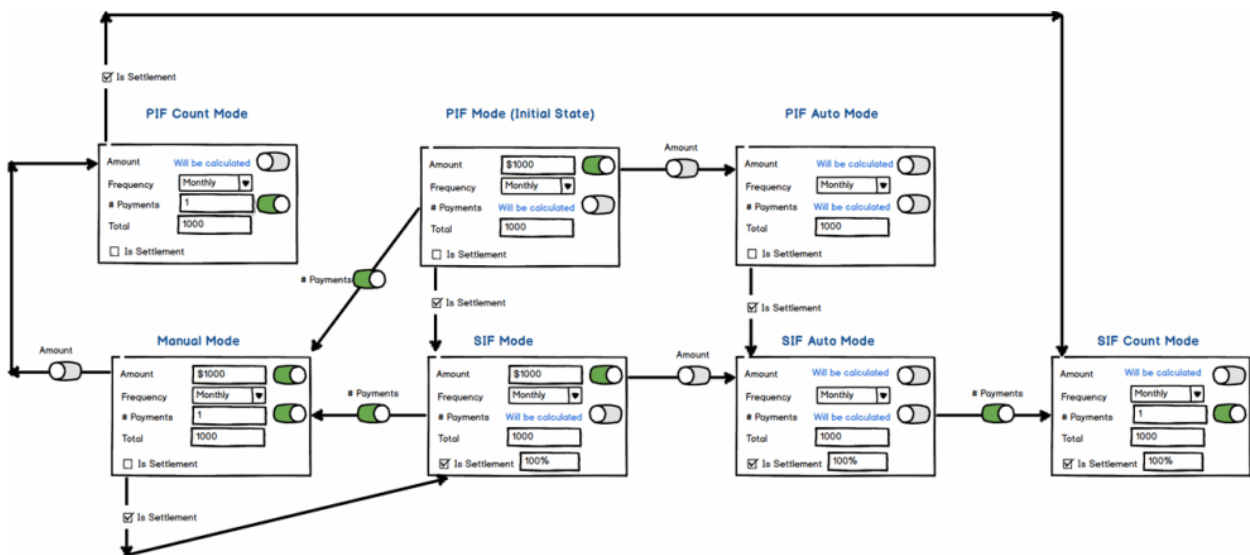 Is Settlement
PIF Count Mode
Amount Will be calculated
Frequency Monthly
# Payments 1
Total 1000
Is Settlement
PIF Mode (Initial State)
Amount $1000
Frequency Monthly
# Payments Will be calculated
Total 1000
Is Settlement
Amount
PIF Auto Mode
Amount Will be calculated
Frequency Monthly
# Payments Will be calculated
Total 1000
Is Settlement
# Payments
Is Settlement
Is Settlement
Amount
Manual Mode
Amount $1000
Frequency Monthly
# Payments 1
Total 1000
Is Settlement
# Payments
SIF Mode
Amount $1000
Frequency Monthly
# Payments Will be calculated
Total 1000
Is Settlement 100%
Amount
SIF Auto Mode
Amount Will be calculated
Frequency Monthly
# Payments Will be calculated
Total 1000
Is Settlement 100%
# Payments
SIF Count Mode
Amount Will be calculated
Frequency Monthly
# Payments 1
Total 1000
Is Settlement 100%
Is Settlement